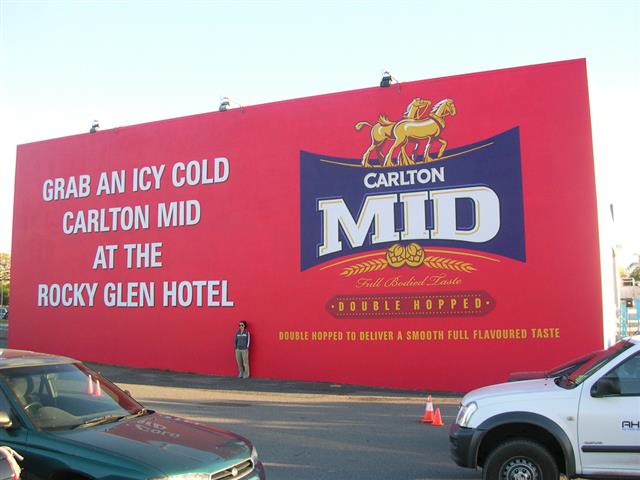 GRAB AN ICY COLD
CARLTON MID
AT THE
ROCKY GLEN HOTEL
CARLTON
MID
Full Bodied Taste
DOUBLE HOPPED
DOUBLE HOPPED TO DELIVER A SMOOTH FULL FLAVOURED TASTE